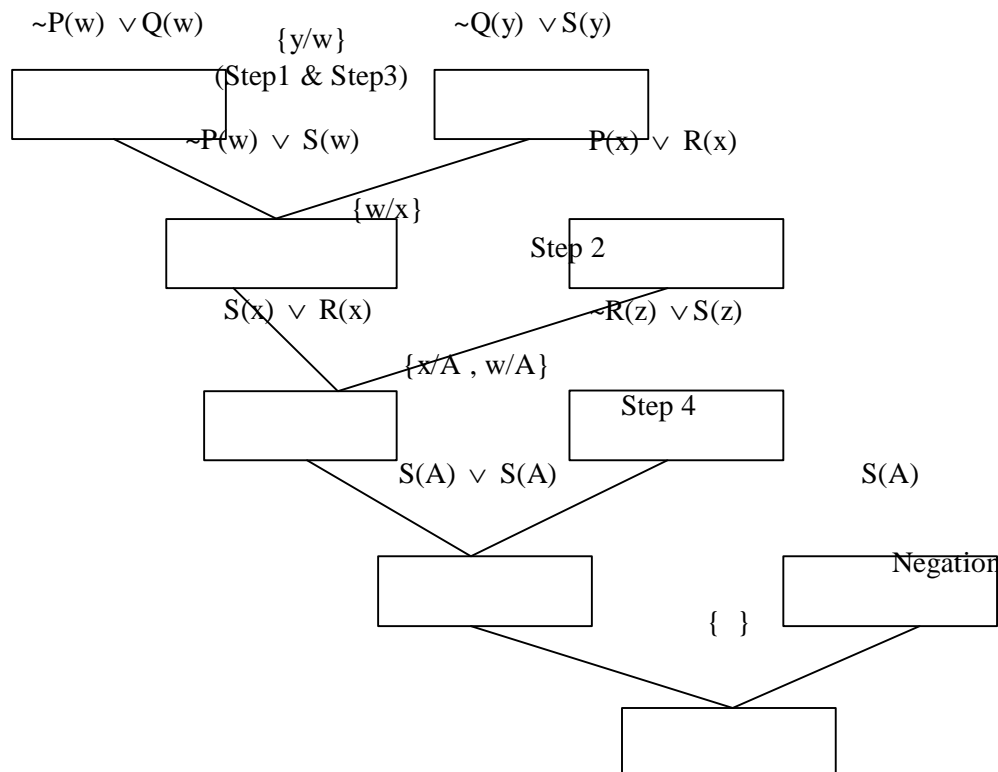 ~P(w) ∨ Q(w)
{y/w}
~Q(y) ∨ S(y)
(Step1 & Step3)
~P(w) ∨ S(w)
P(x) ∨ R(x)
{w/x}
Step 2
S(x) ∨ R(x)
~R(z) ∨ S(z)
{x/A , w/A}
Step 4
S(A) ∨ S(A)
S(A)
Negation
{ }